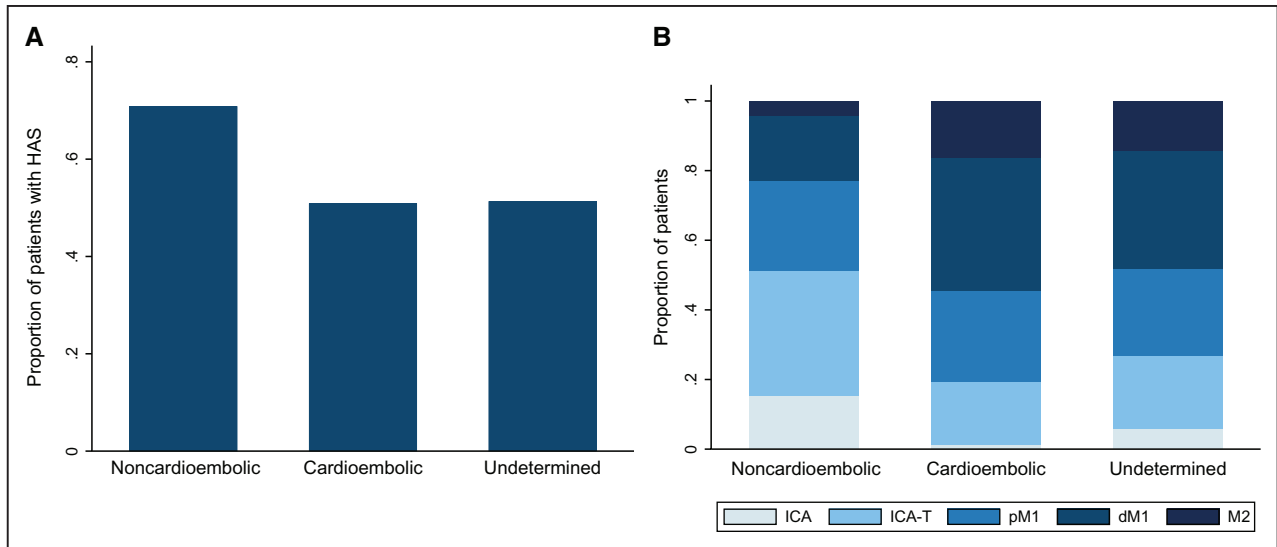 A
Proportion of patients with HAS
.8
.6
.4
.2
0
Noncardioembolic Cardioembolic Undetermined
B
Proportion of patients
1
.8
.6
.4
.2
0
Noncardioembolic Cardioembolic Undetermined
ICA ICA-T pM1 dM1 M2